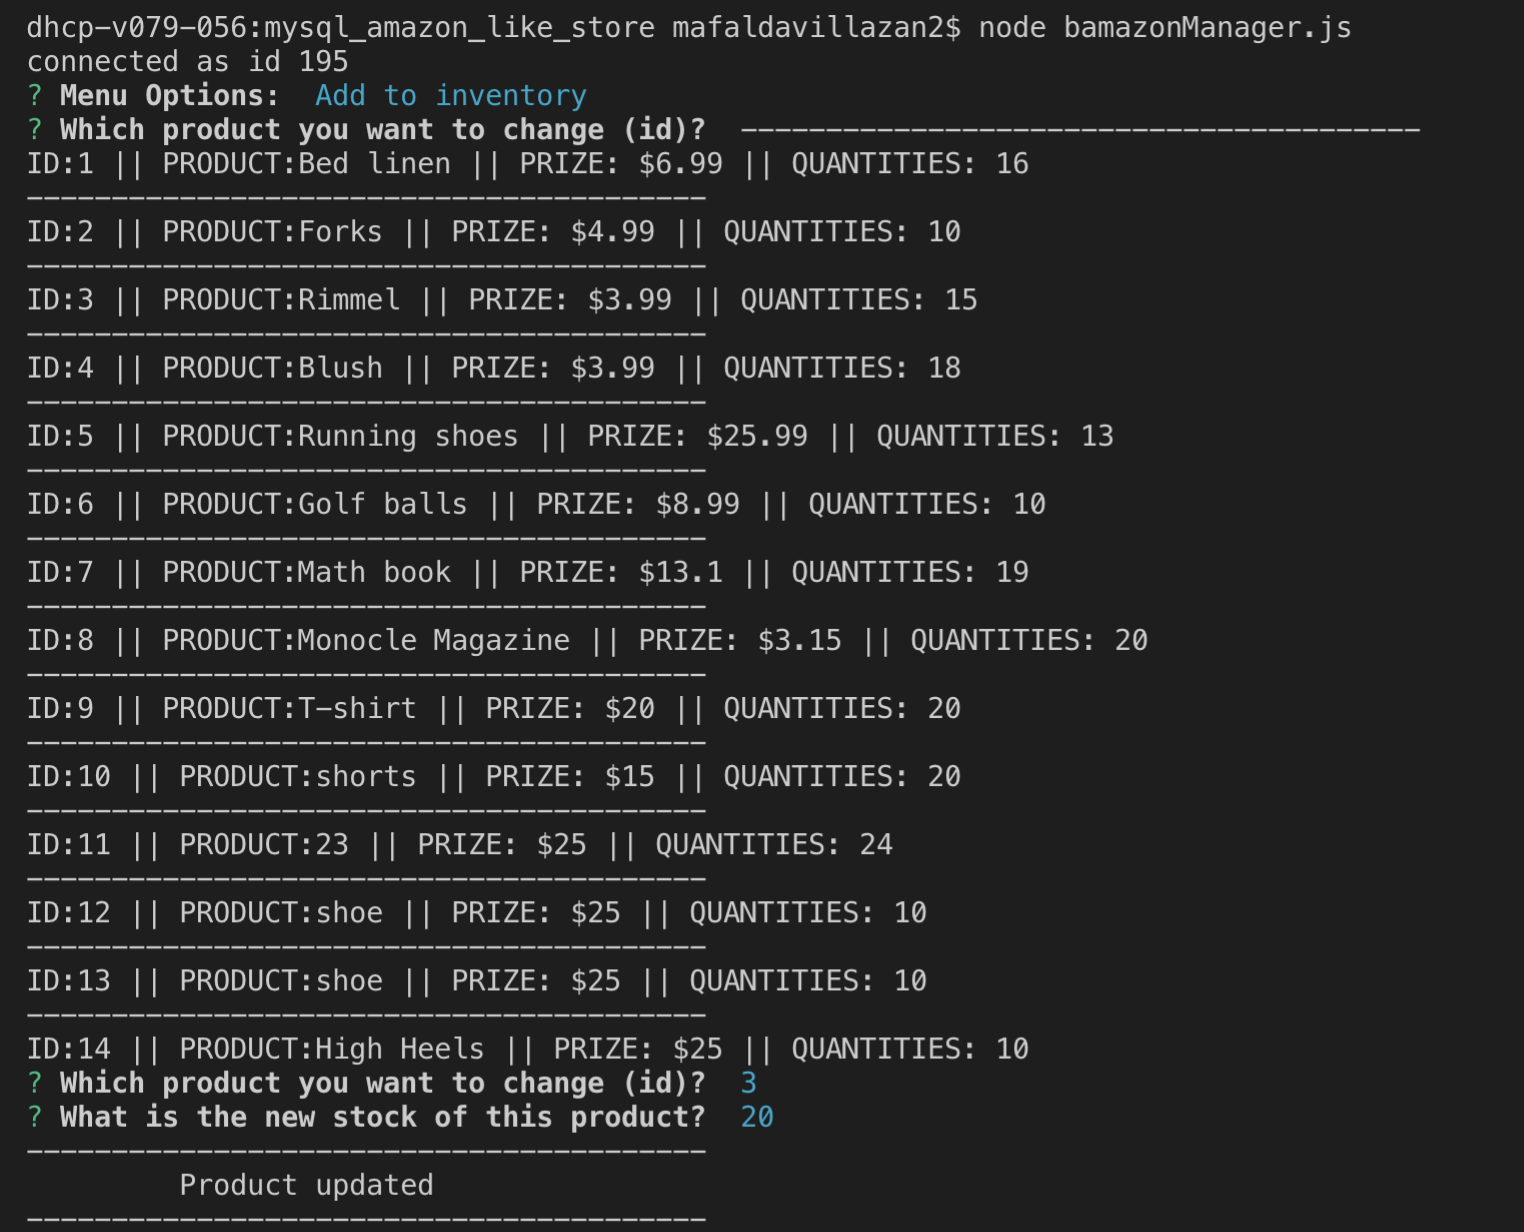 dhcp-v079-056:mysql_amazon_like_store mafaldavillazan2$ node bamazonManager.js
connected as id 195
? Menu Options:  Add to inventory
? Which product you want to change (id)?  ----------------------------------------
ID:1 || PRODUCT:Bed linen || PRIZE: $6.99 || QUANTITIES: 16
----------------------------------------
ID:2 || PRODUCT:Forks || PRIZE: $4.99 || QUANTITIES: 10
----------------------------------------
ID:3 || PRODUCT:Rimmel || PRIZE: $3.99 || QUANTITIES: 15
----------------------------------------
ID:4 || PRODUCT:Blush || PRIZE: $3.99 || QUANTITIES: 18
----------------------------------------
ID:5 || PRODUCT:Running shoes || PRIZE: $25.99 || QUANTITIES: 13
----------------------------------------
ID:6 || PRODUCT:Golf balls || PRIZE: $8.99 || QUANTITIES: 10
----------------------------------------
ID:7 || PRODUCT:Math book || PRIZE: $13.1 || QUANTITIES: 19
----------------------------------------
ID:8 || PRODUCT:Monocle Magazine || PRIZE: $3.15 || QUANTITIES: 20
----------------------------------------
ID:9 || PRODUCT:T-shirt || PRIZE: $20 || QUANTITIES: 20
----------------------------------------
ID:10 || PRODUCT:shorts || PRIZE: $15 || QUANTITIES: 20
----------------------------------------
ID:11 || PRODUCT:23 || PRIZE: $25 || QUANTITIES: 24
----------------------------------------
ID:12 || PRODUCT:shoe || PRIZE: $25 || QUANTITIES: 10
----------------------------------------
ID:13 || PRODUCT:shoe || PRIZE: $25 || QUANTITIES: 10
----------------------------------------
ID:14 || PRODUCT:High Heels || PRIZE: $25 || QUANTITIES: 10
? Which product you want to change (id)?  3
? What is the new stock of this product?  20
----------------------------------------
         Product updated
----------------------------------------